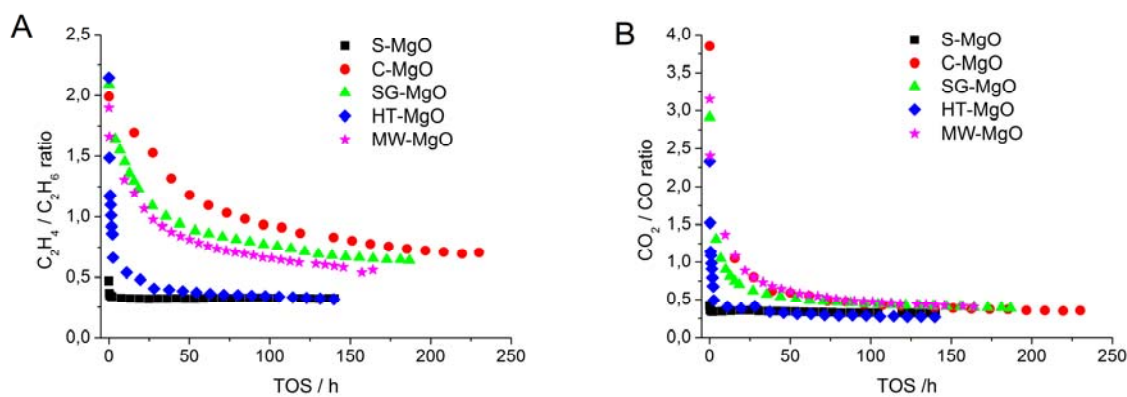 A
2,5
2,0
1,5
1,0
0,5
0,0
C₂H₄ / C₂H₆ ratio
S-MgO
C-MgO
SG-MgO
HT-MgO
MW-MgO
0
50
100
150
200
250
TOS / h
B
4,0
3,5
3,0
2,5
2,0
1,5
1,0
0,5
0,0
CO₂ / CO ratio
S-MgO
C-MgO
SG-MgO
HT-MgO
MW-MgO
0
50
100
150
200
250
TOS /h